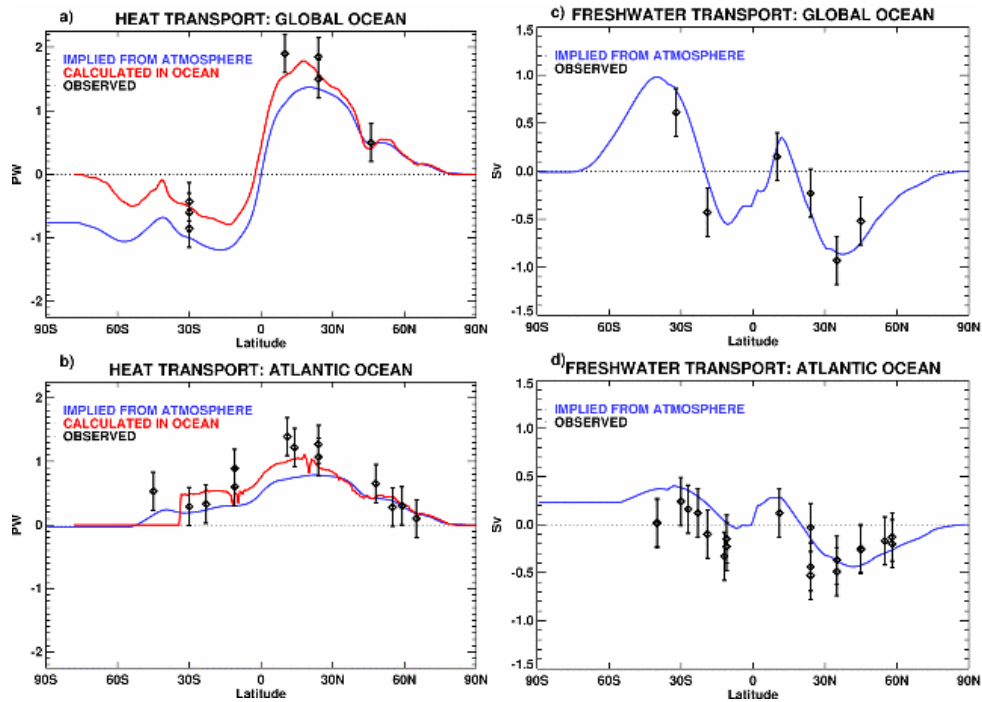 a) HEAT TRANSPORT: GLOBAL OCEAN
IMPLIED FROM ATMOSPHERE
CALCULATED IN OCEAN
OBSERVED
PW
2
1
0
-1
-2
90S 60S 30S 0 30N 60N 90N
Latitude
c) FRESHWATER TRANSPORT: GLOBAL OCEAN
IMPLIED FROM ATMOSPHERE
OBSERVED
Sv
1.5
1.0
0.5
0.0
-0.5
-1.0
-1.5
90S 60S 30S 0 30N 60N 90N
Latitude
b) HEAT TRANSPORT: ATLANTIC OCEAN
IMPLIED FROM ATMOSPHERE
CALCULATED IN OCEAN
OBSERVED
PW
2
1
0
-1
-2
90S 60S 30S 0 30N 60N 90N
Latitude
d) FRESHWATER TRANSPORT: ATLANTIC OCEAN
IMPLIED FROM ATMOSPHERE
OBSERVED
Sv
1.5
1.0
0.5
0.0
-0.5
-1.0
-1.5
90S 60S 30S 0 30N 60N 90N
Latitude